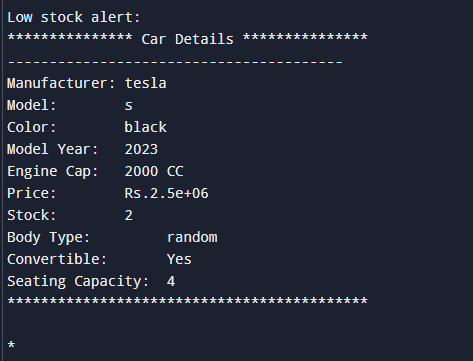 Low stock alert:
*************** Car Details ***************
----------------------------------------
Manufacturer: tesla
Model:        s
Color:        black
Model Year:   2023
Engine Cap:   2000 CC
Price:        Rs.2.5e+06
Stock:        2
Body Type:         random
Convertible:       Yes
Seating Capacity:  4
*******************************************
*